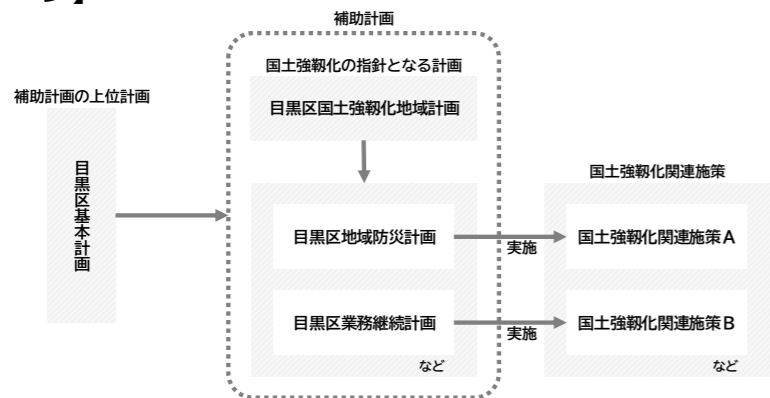 補助計画
国土強靱化の指針となる計画
目黒区国土強靱化地域計画
補助計画の上位計画
目黒区基本計画
目黒区地域防災計画
目黒区業務継続計画
など
実施
実施
国土強靱化関連施策
国土強靱化関連施策A
国土強靱化関連施策B
など